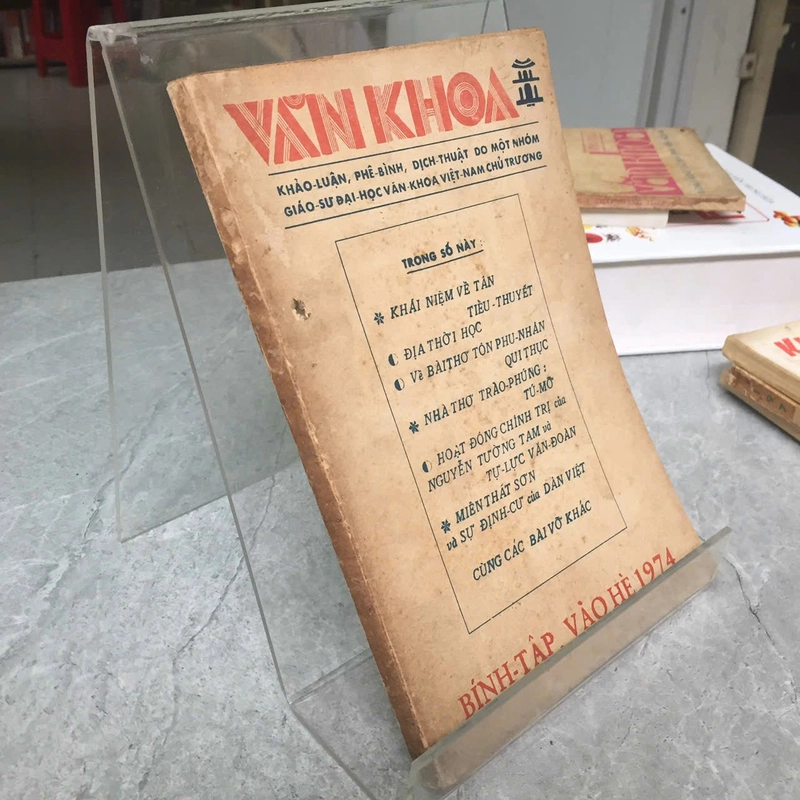 VĂN KHOA
KHẢO-LUẬN, PHÊ-BÌNH, DỊCH-THUẬT DO MỘT NHÓM
GIÁO-SƯ ĐẠI-HỌC VĂN-KHOA VIỆT-NAM CHỦ TRƯƠNG
TRONG SỐ NÀY :
* KHÁI NIỆM VỀ TÂN
TIỂU-THUYẾT
ĐỊA THỜI HỌC
Về BÀI THƠ TÔN PHU-NHÂN
QUI THỤC
* NHÀ THƠ TRÀO-PHÚNG :
TÚ-MỠ
HOẠT ĐỘNG CHÍNH TRỊ của
NGUYỄN TƯỜNG TAM và
TỰ-LỰC VĂN-ĐOÀN
* MIỀN THẤT SƠN
và SỰ ĐỊNH-CƯ của DÂN VIỆT
CÙNG CÁC BÀI VỠ KHÁC
BÍNH-TẬP, VÀO HÈ 1974